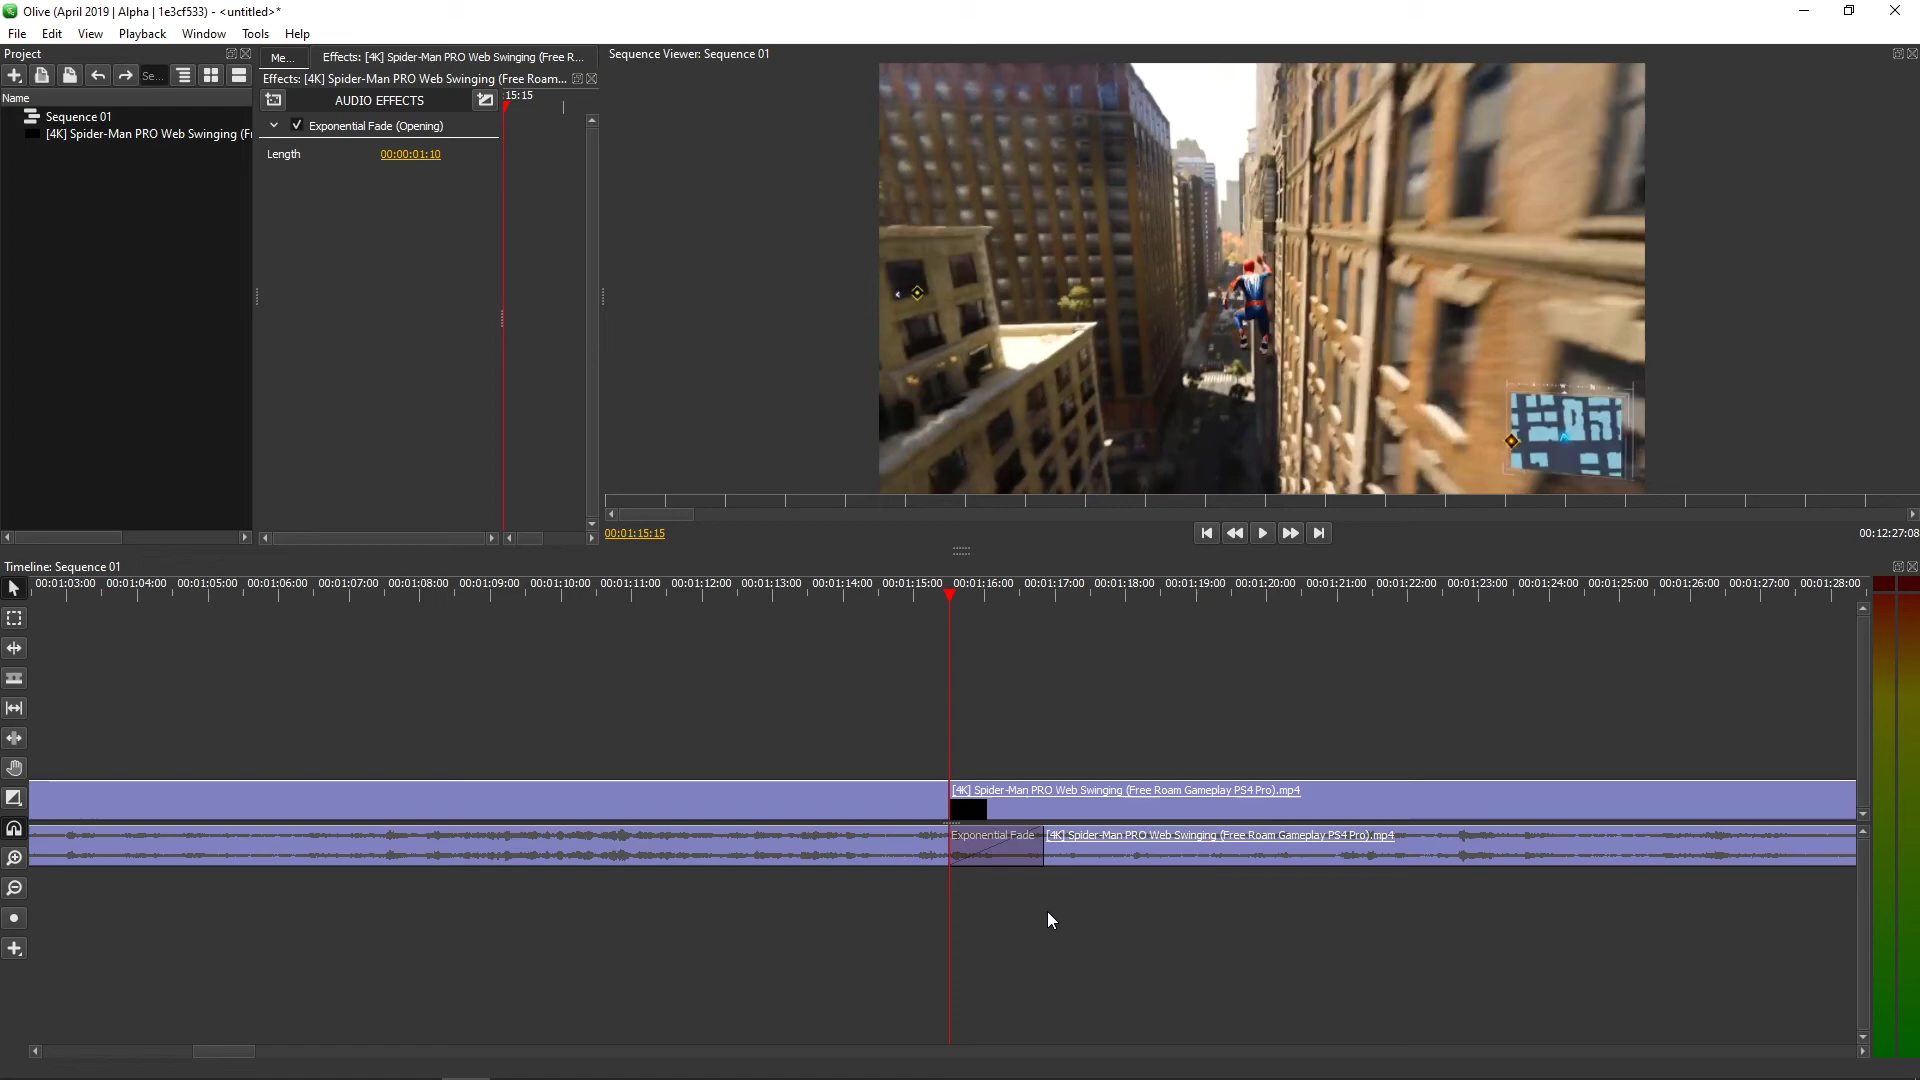 Olive (April 2019 | Alpha | 1e3cf533) - <untitled>*
File Edit View Playback Window Tools Help
Project
Me... Effects: [4K] Spider-Man PRO Web Swinging (Free R...
Sequence Viewer: Sequence 01
Se...
Effects: [4K] Spider-Man PRO Web Swinging (Free Roam...
Name
AUDIO EFFECTS
:15:15
Sequence 01
[4K] Spider-Man PRO Web Swinging (Fr
Exponential Fade (Opening)
Length 00:00:01:10
00:01:15:15
00:12:27:08
Timeline: Sequence 01
00:01:03:00 00:01:04:00 00:01:05:00 00:01:06:00 00:01:07:00 00:01:08:00 00:01:09:00 00:01:10:00 00:01:11:00 00:01:12:00 00:01:13:00 00:01:14:00 00:01:15:00 00:01:16:00 00:01:17:00 00:01:18:00 00:01:19:00 00:01:20:00 00:01:21:00 00:01:22:00 00:01:23:00 00:01:24:00 00:01:25:00 00:01:26:00 00:01:27:00 00:01:28:00
[4K] Spider-Man PRO Web Swinging (Free Roam Gameplay PS4 Pro).mp4
Exponential Fade [4K] Spider-Man PRO Web Swinging (Free Roam Gameplay PS4 Pro).mp4